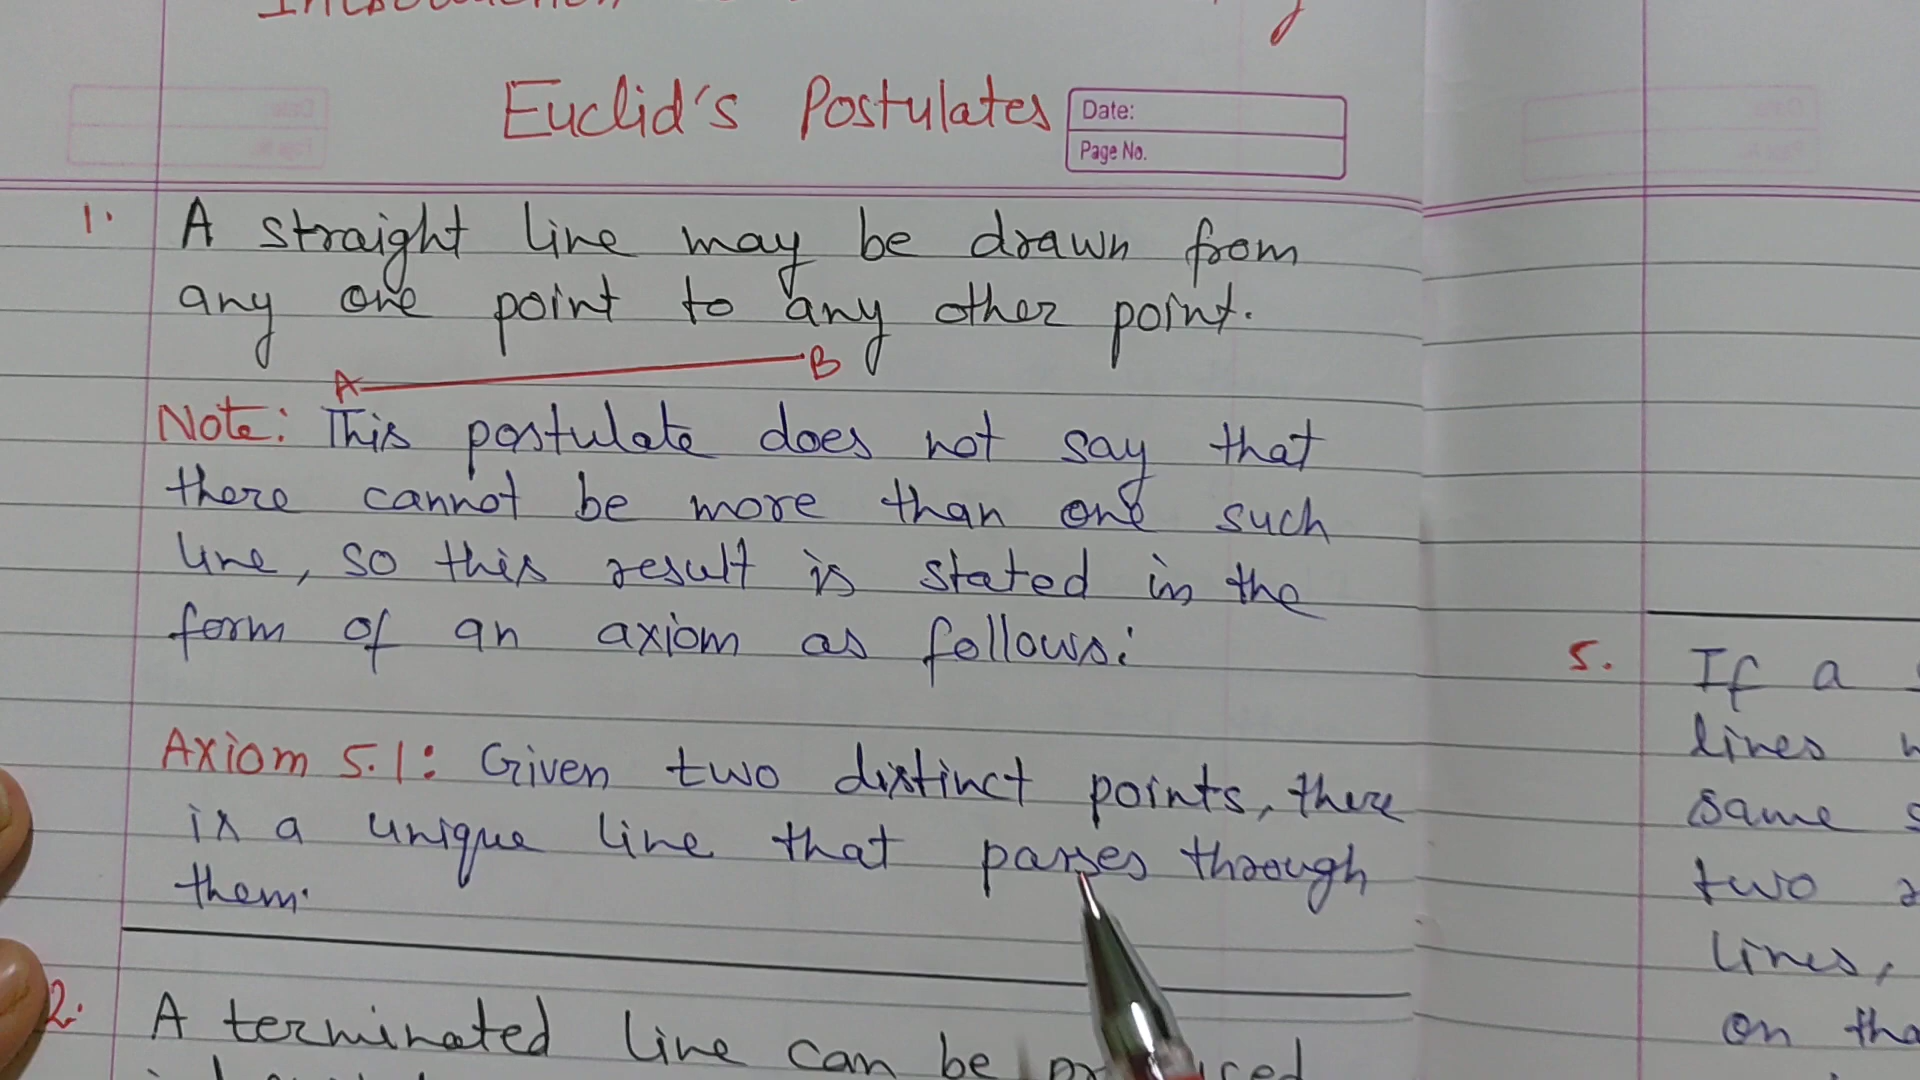 Euclid's Postulates
Date:
Page No.
1. A straight line may be drawn from
any one point to any other point.
A B
Note: This postulate does not say that
there cannot be more than one such
line, so this result is stated in the
form of an axiom as follows:
Axiom 5.1: Given two distinct points, there
is a unique line that passes through
them.
2. A terminated line can be
5. If a
lines
same
two
lines,
on